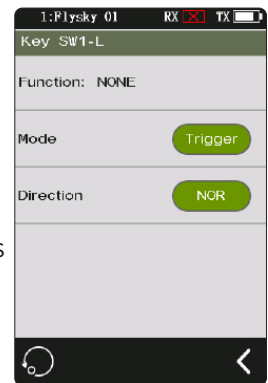 1:Flysky 01 RX TX
Key SW1-L
Function: NONE
Mode Trigger
Direction NOR
s